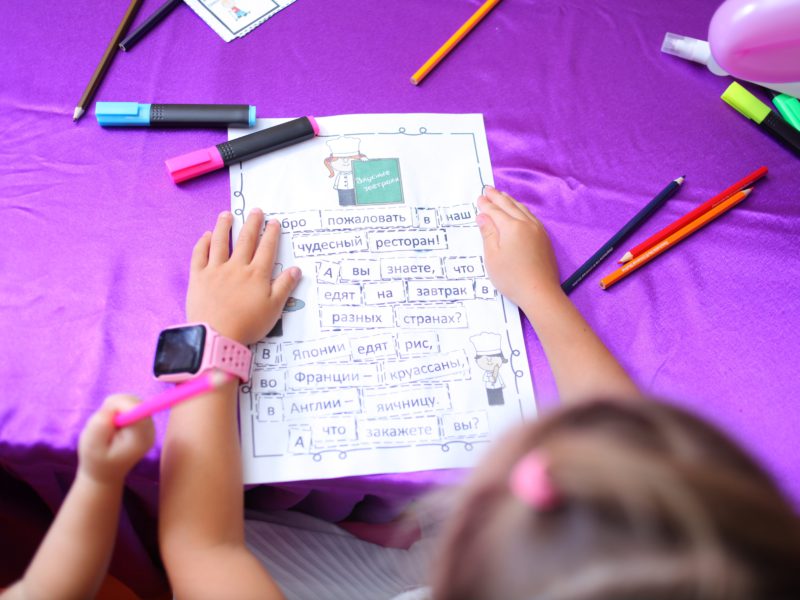 Вкусные
завтраки
бро пожаловать в наш
чудесный ресторан!
А вы знаете, что
едят на завтрак в
разных странах?
В Японии едят рис,
во Франции – круассаны,
в Англии – яичницу.
А что закажете вы?